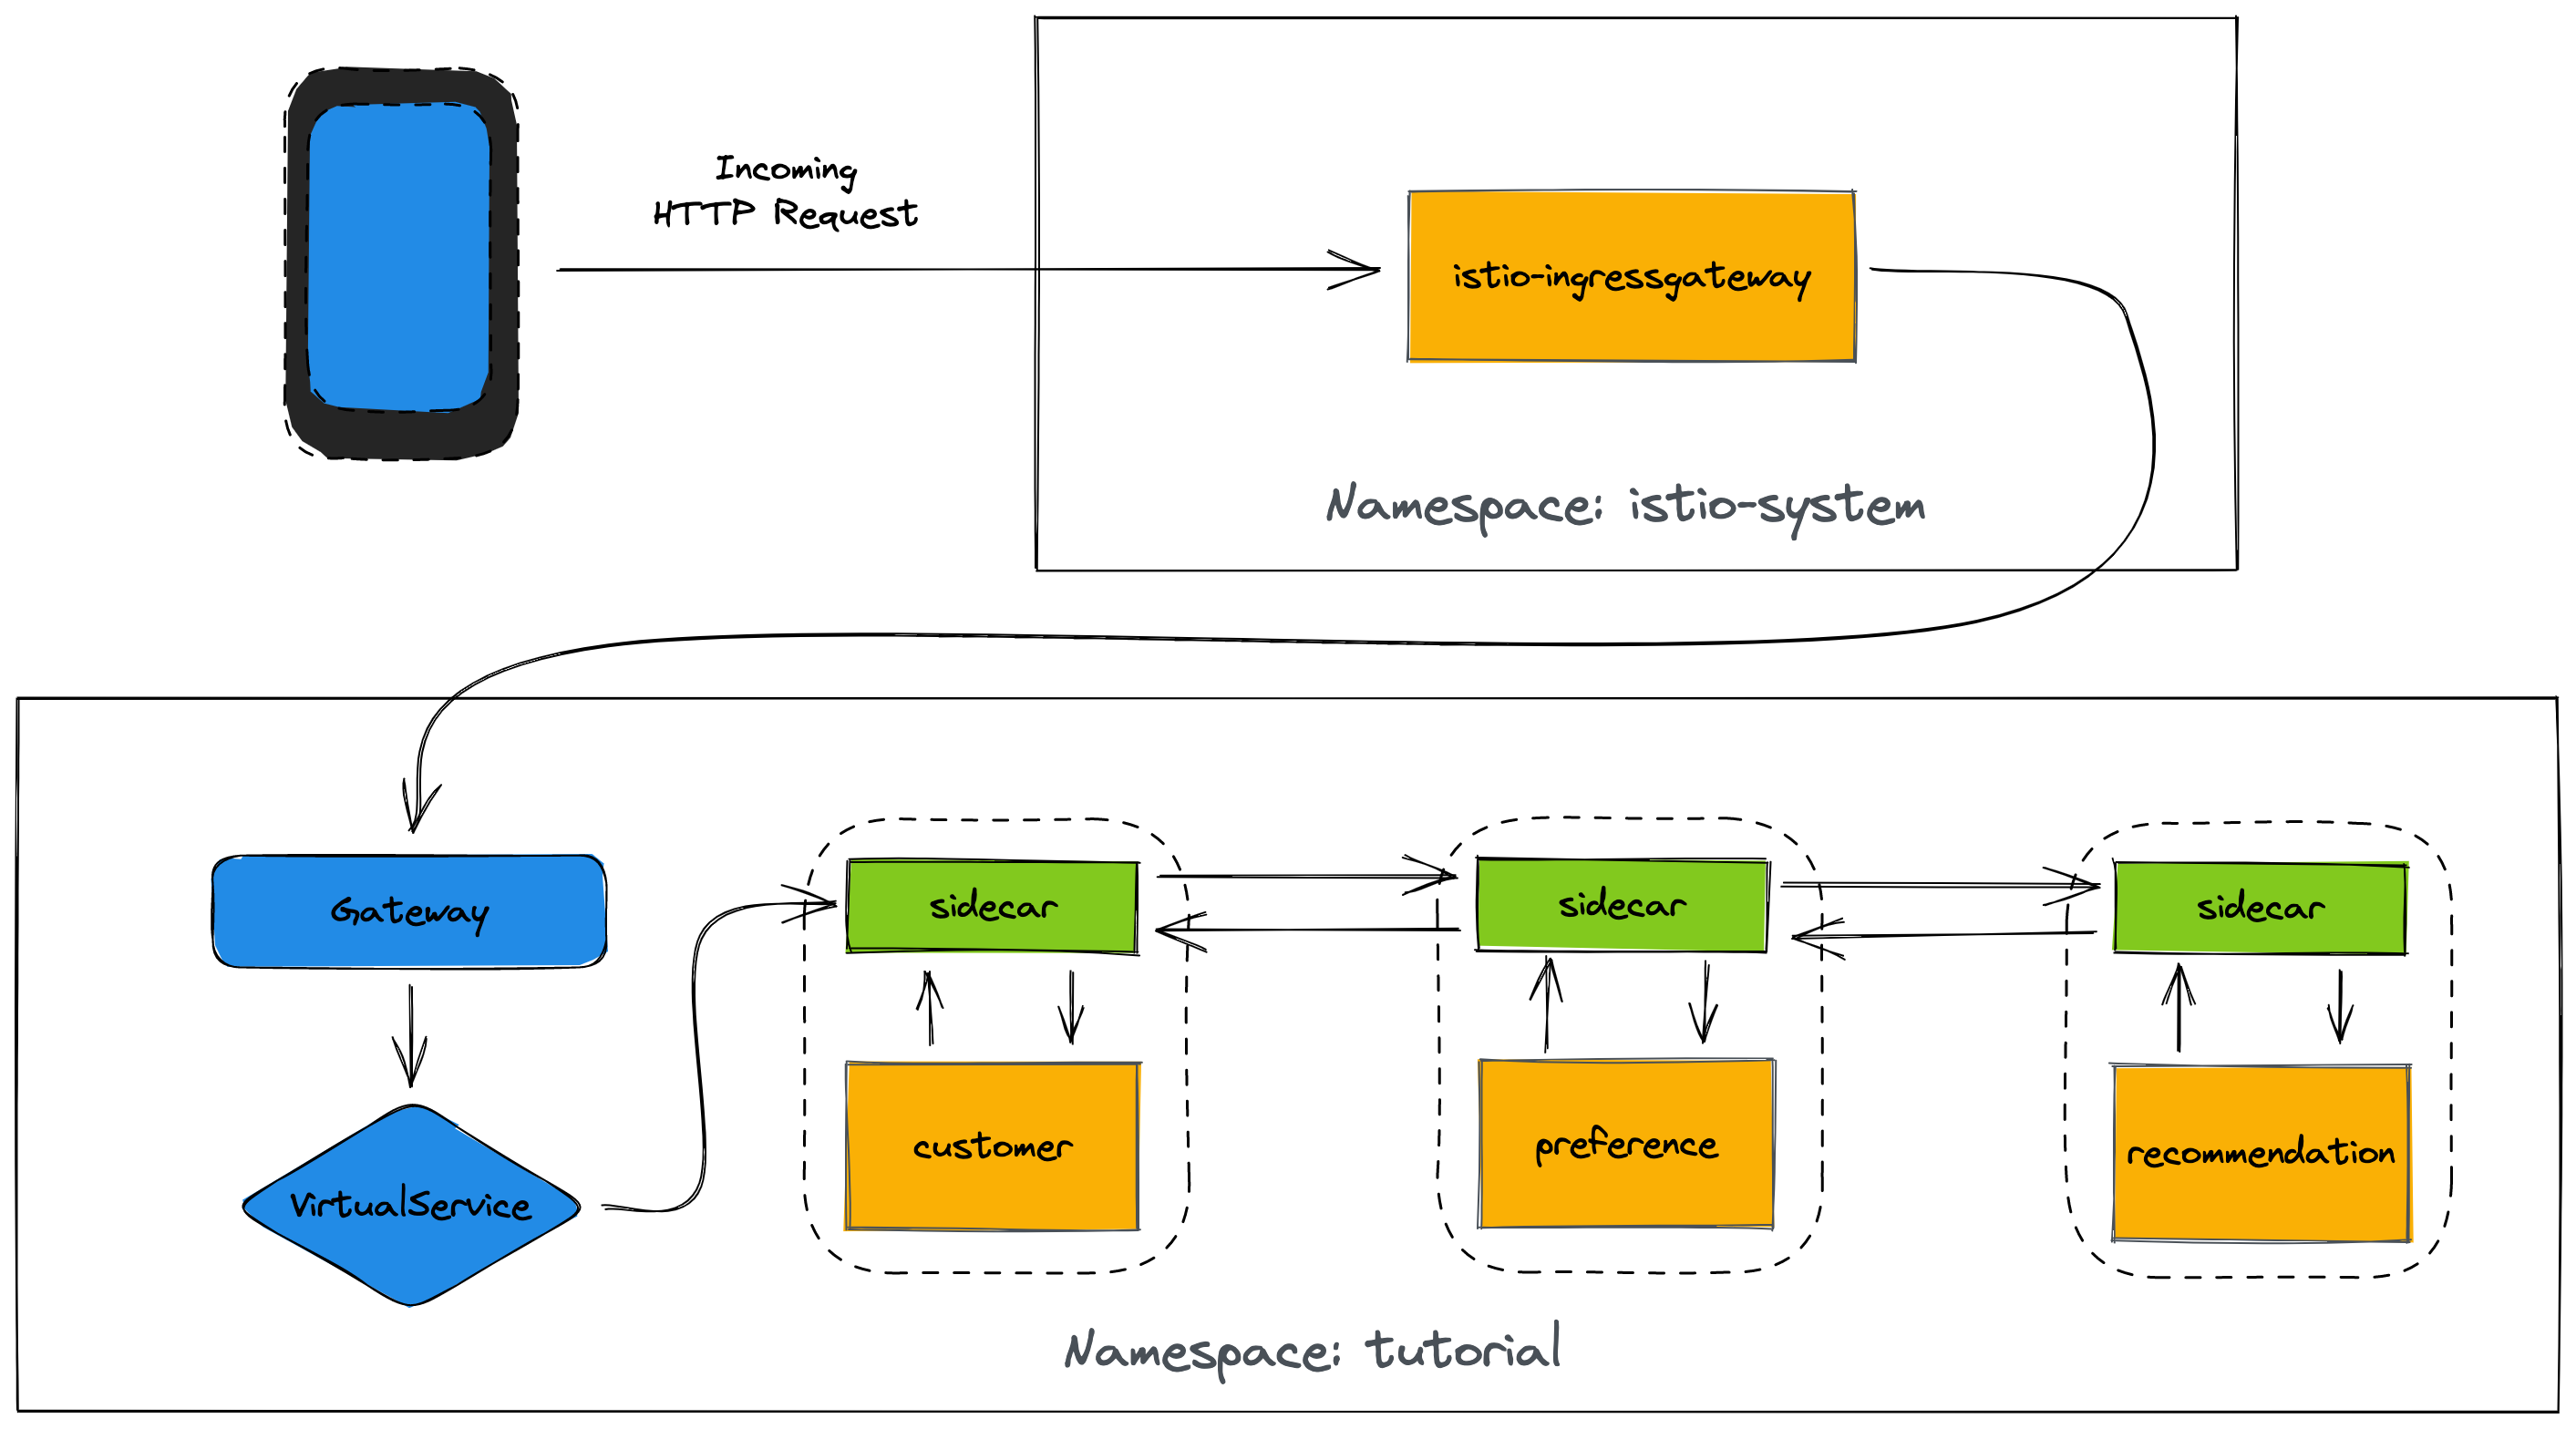 Incoming
HTTP Request
istio-ingressgateway
Namespace: istio-system
Gateway
VirtualService
sidecar
customer
sidecar
preference
sidecar
recommendation
Namespace: tutorial